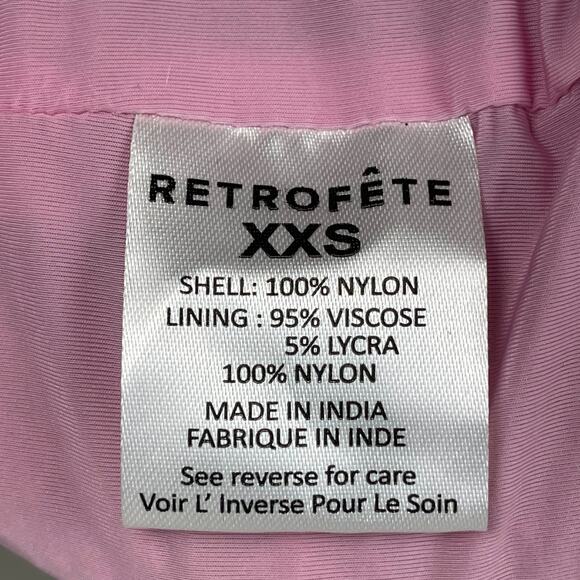 RETROFÊTE
XXS
SHELL: 100% NYLON
LINING : 95% VISCOSE
5% LYCRA
100% NYLON
MADE IN INDIA
FABRIQUE IN INDE
See reverse for care
Voir L' Inverse Pour Le Soin